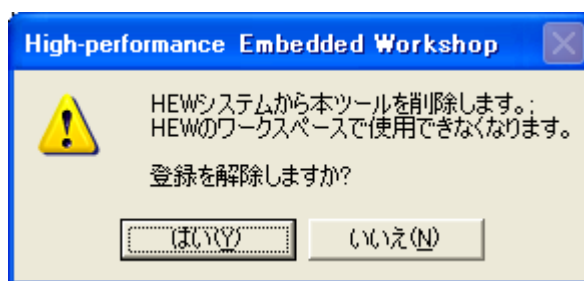 High-performance Embedded Workshop
HEWシステムから本ツールを削除します。;
HEWのワークスペースで使用できなくなります。
登録を解除しますか?
はい(Y)
いいえ(N)